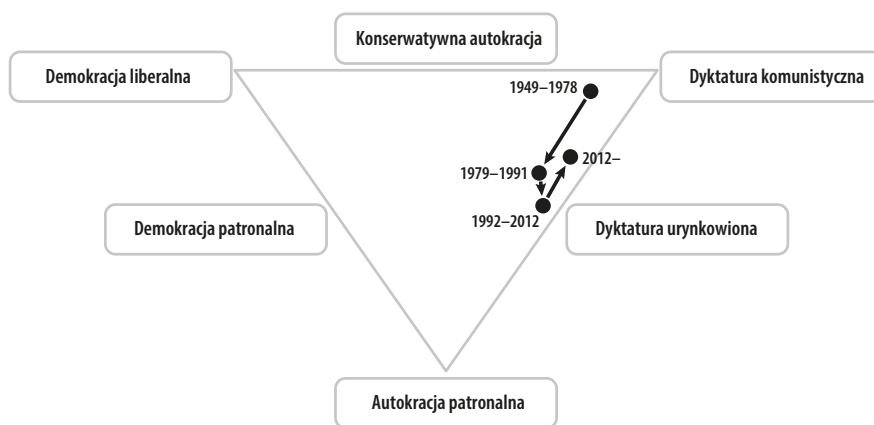 Konserwatywna autokracja
Demokracja liberalna
Dyktatura komunistyczna
1949–1978
2012–
1979–1991
1992–2012
Demokracja patronalna
Dyktatura urynkowiona
Autokracja patronalna